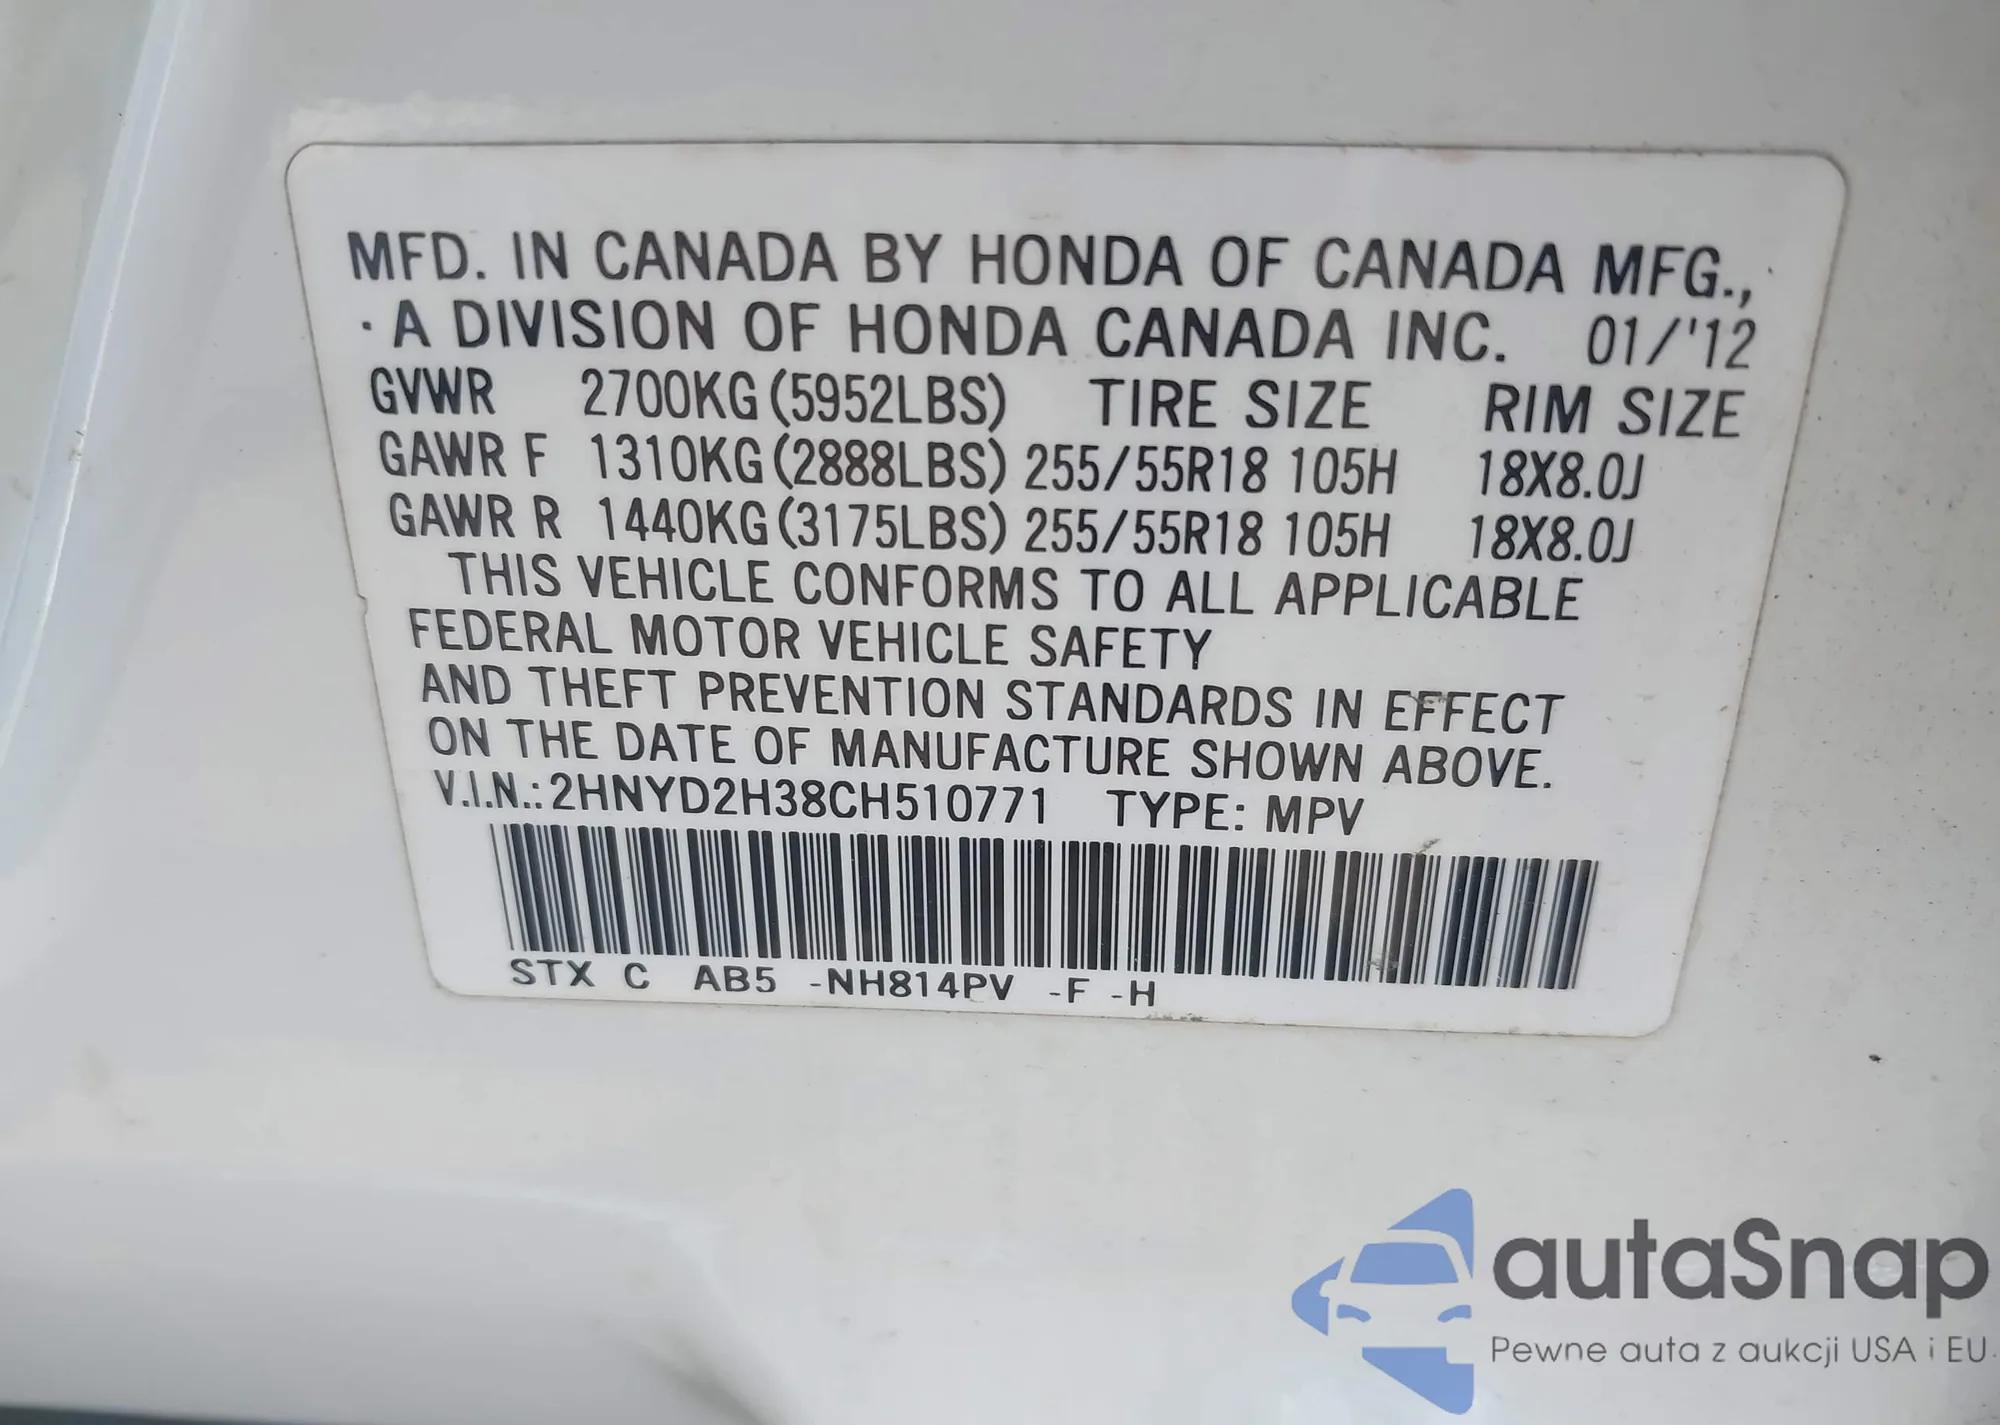 MFD. IN CANADA BY HONDA OF CANADA MFG.,
A DIVISION OF HONDA CANADA INC. 01/'12
GVWR 2700KG (5952LBS) TIRE SIZE RIM SIZE
GAWR F 1310KG (2888LBS) 255/55R18 105H 18X8.0J
GAWR R 1440KG (3175LBS) 255/55R18 105H 18X8.0J
THIS VEHICLE CONFORMS TO ALL APPLICABLE
FEDERAL MOTOR VEHICLE SAFETY
AND THEFT PREVENTION STANDARDS IN EFFECT
ON THE DATE OF MANUFACTURE SHOWN ABOVE.
V.I.N.: 2HNYD2H38CH510771 TYPE: MPV
STX C AB5 -NH814PV -F -H
autaSnap
Pewne auta z aukcji USA i EU